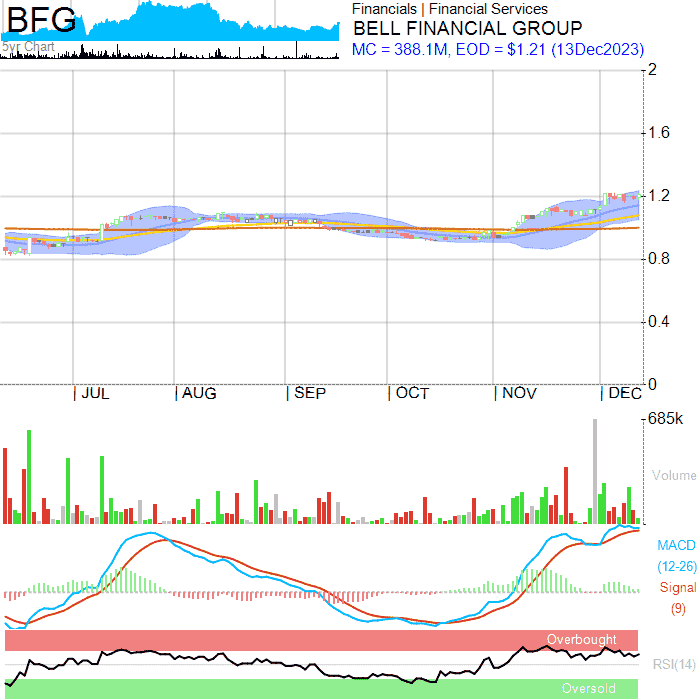 BFG
5yr Chart
Financials | Financial Services
BELL FINANCIAL GROUP
MC = 388.1M, EOD = $1.21 (13Dec2023)
2
1.6
1.2
0.8
0.4
0
JUL AUG SEP OCT NOV DEC
685k
Volume
MACD
(12-26)
Signal
(9)
Overbought
RSI(14)
Oversold